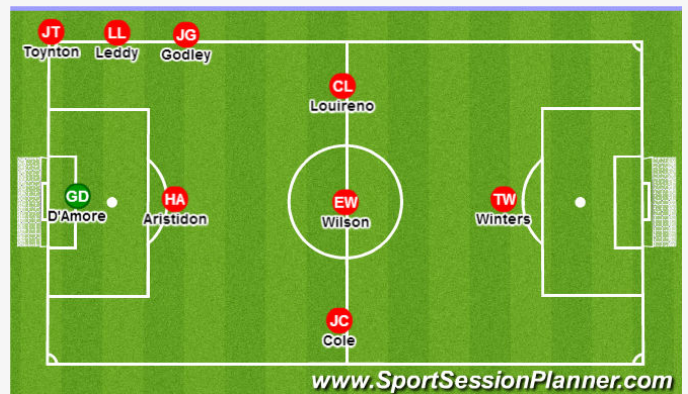 JT
Toynton
LL
Leddy
JG
Godley
CL
Louireno
GD
D'Amore
HA
Aristidon
EW
Wilson
TW
Winters
JC
Cole
www.SportSessionPlanner.com